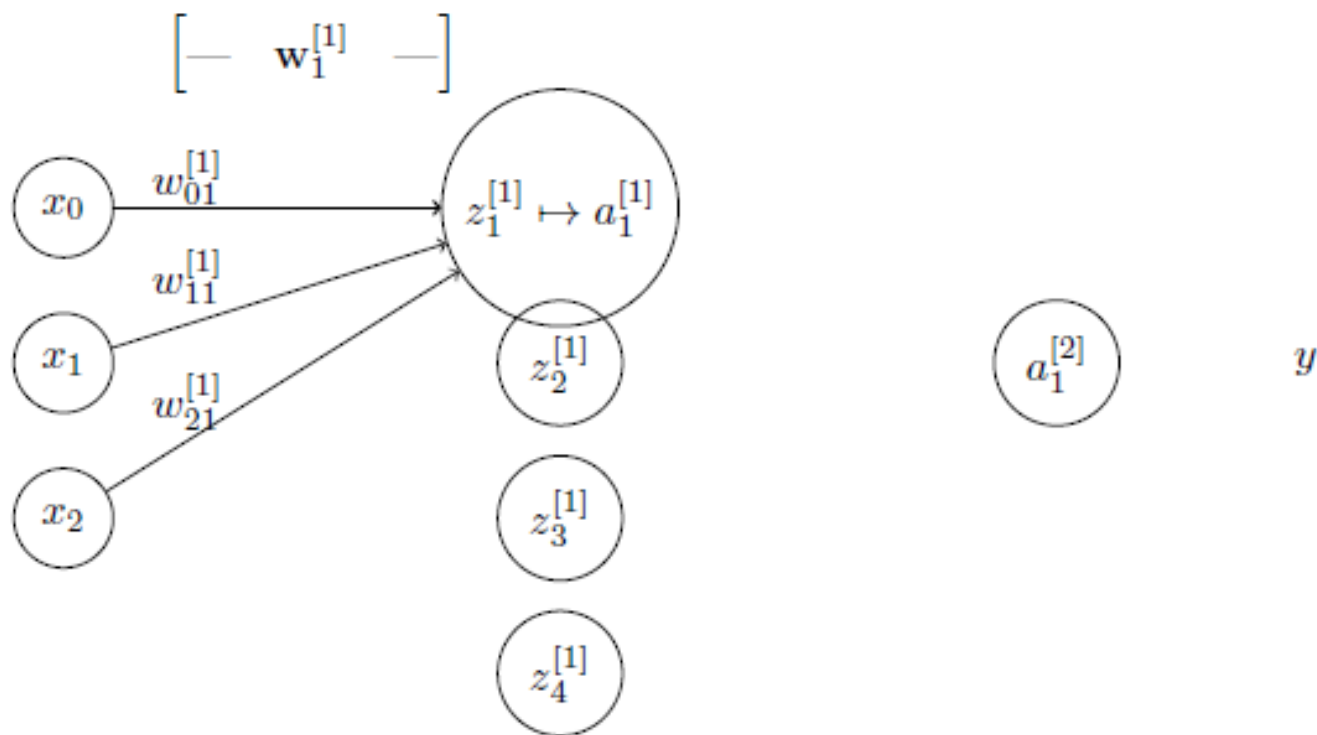 [— w₁^[1] —]
x₀ w₀₁^[1] z₁^[1] ↦ a₁^[1]
w₁₁^[1]
x₁ z₂^[1] a₁^[2] y
w₂₁^[1]
x₂ z₃^[1]
z₄^[1]